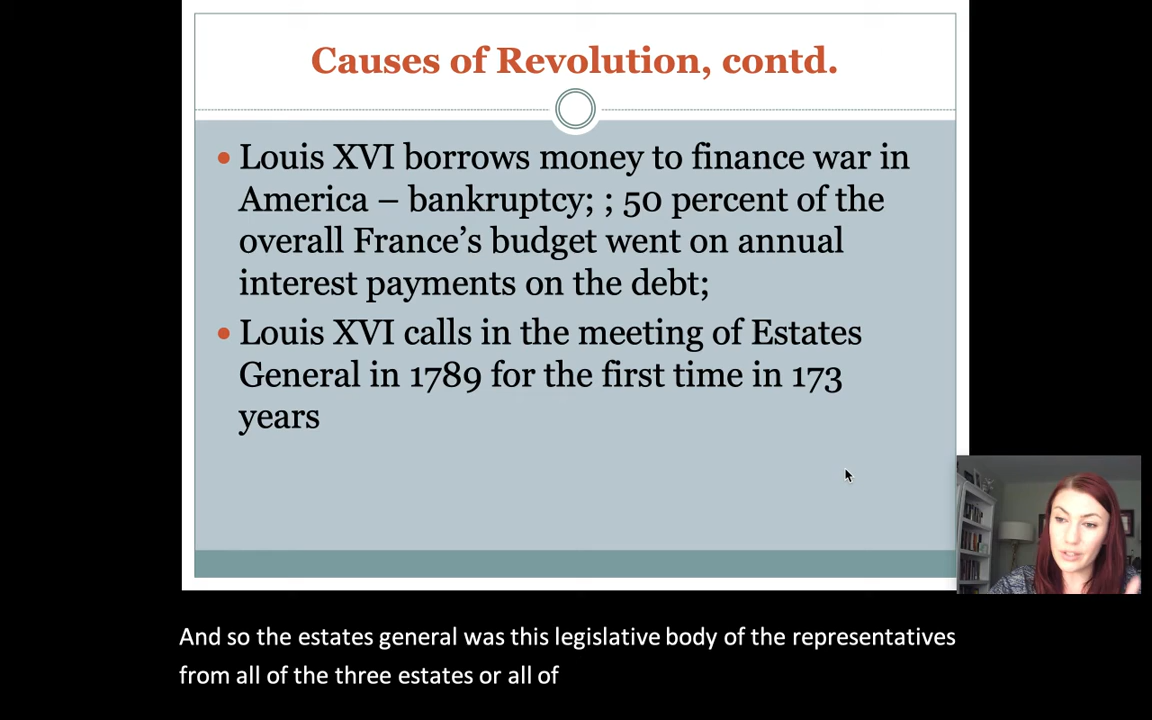 Causes of Revolution, contd.
• Louis XVI borrows money to finance war in
America – bankruptcy; ; 50 percent of the
overall France’s budget went on annual
interest payments on the debt;
• Louis XVI calls in the meeting of Estates
General in 1789 for the first time in 173
years
And so the estates general was this legislative body of the representatives
from all of the three estates or all of